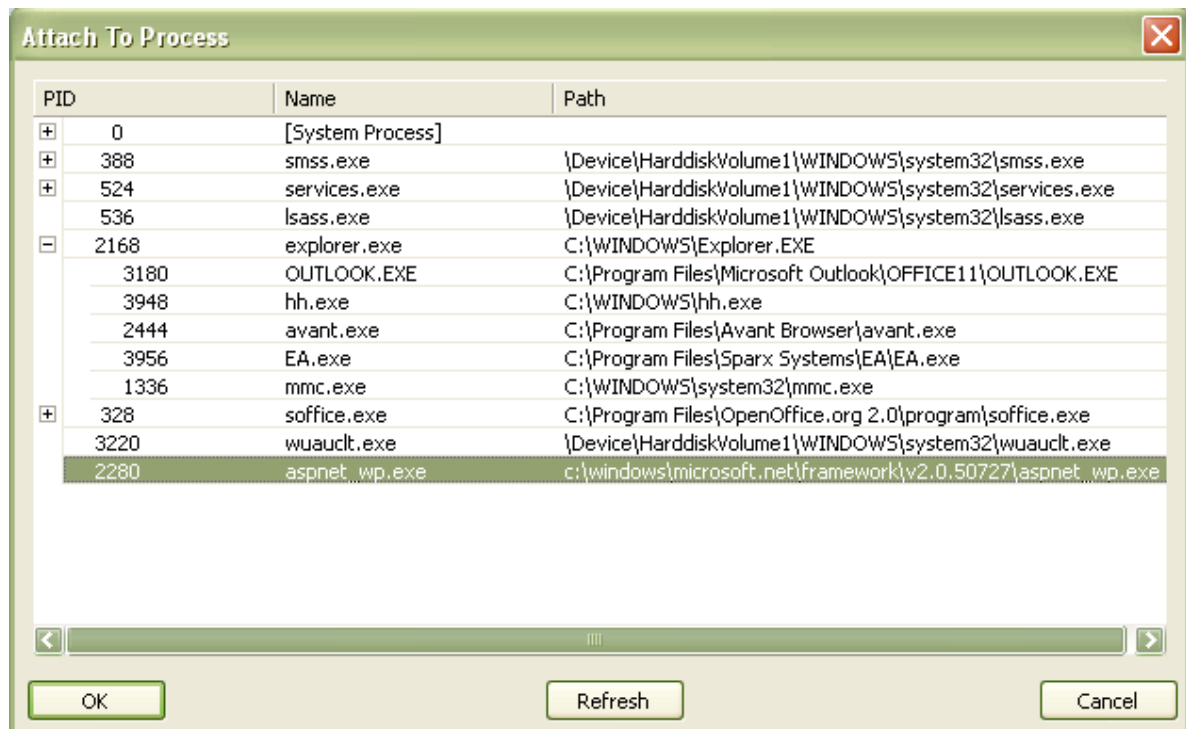 Attach To Process
PID Name Path
0 [System Process]
388 smss.exe \Device\HarddiskVolume1\WINDOWS\system32\smss.exe
524 services.exe \Device\HarddiskVolume1\WINDOWS\system32\services.exe
536 lsass.exe \Device\HarddiskVolume1\WINDOWS\system32\lsass.exe
2168 explorer.exe C:\WINDOWS\Explorer.EXE
3180 OUTLOOK.EXE C:\Program Files\Microsoft Outlook\OFFICE11\OUTLOOK.EXE
3948 hh.exe C:\WINDOWS\hh.exe
2444 avant.exe C:\Program Files\Avant Browser\avant.exe
3956 EA.exe C:\Program Files\Sparx Systems\EA\EA.exe
1336 mmc.exe C:\WINDOWS\system32\mmc.exe
328 soffice.exe C:\Program Files\OpenOffice.org 2.0\program\soffice.exe
3220 wuauclt.exe \Device\HarddiskVolume1\WINDOWS\system32\wuauclt.exe
2280 aspnet_wp.exe c:\windows\microsoft.net\framework\v2.0.50727\aspnet_wp.exe
OK Refresh Cancel